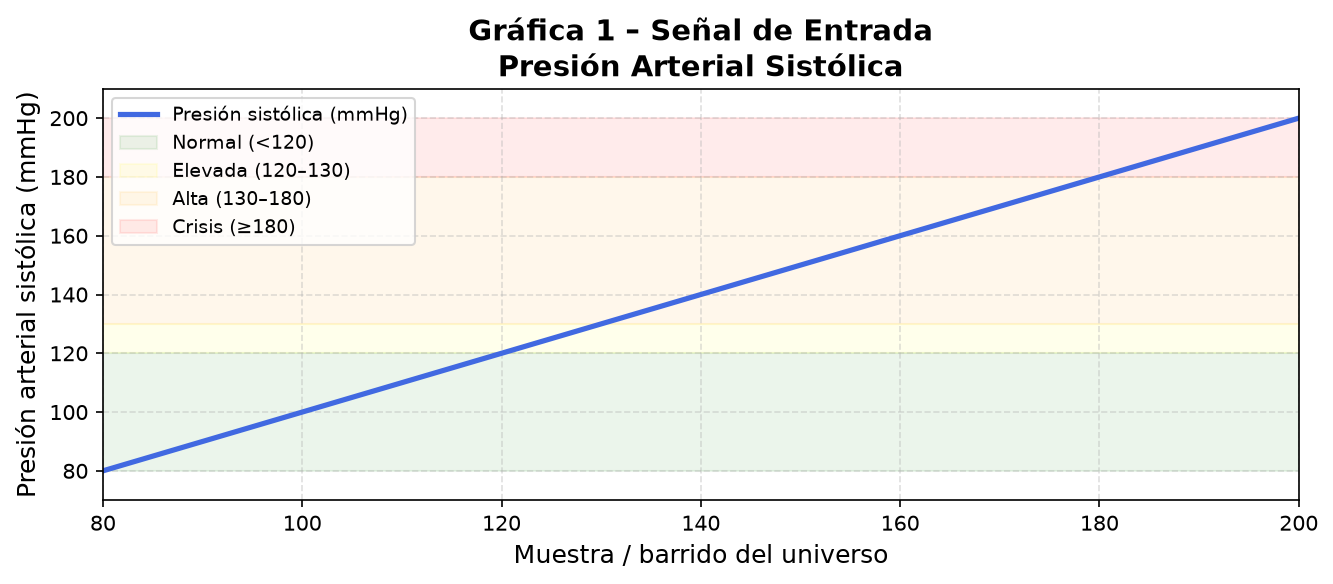 Gráfica 1 – Señal de Entrada
Presión Arterial Sistólica
Presión arterial sistólica (mmHg)
200
180
160
140
120
100
80
Presión sistólica (mmHg)
Normal (<120)
Elevada (120–130)
Alta (130–180)
Crisis (≥180)
80 100 120 140 160 180 200
Muestra / barrido del universo